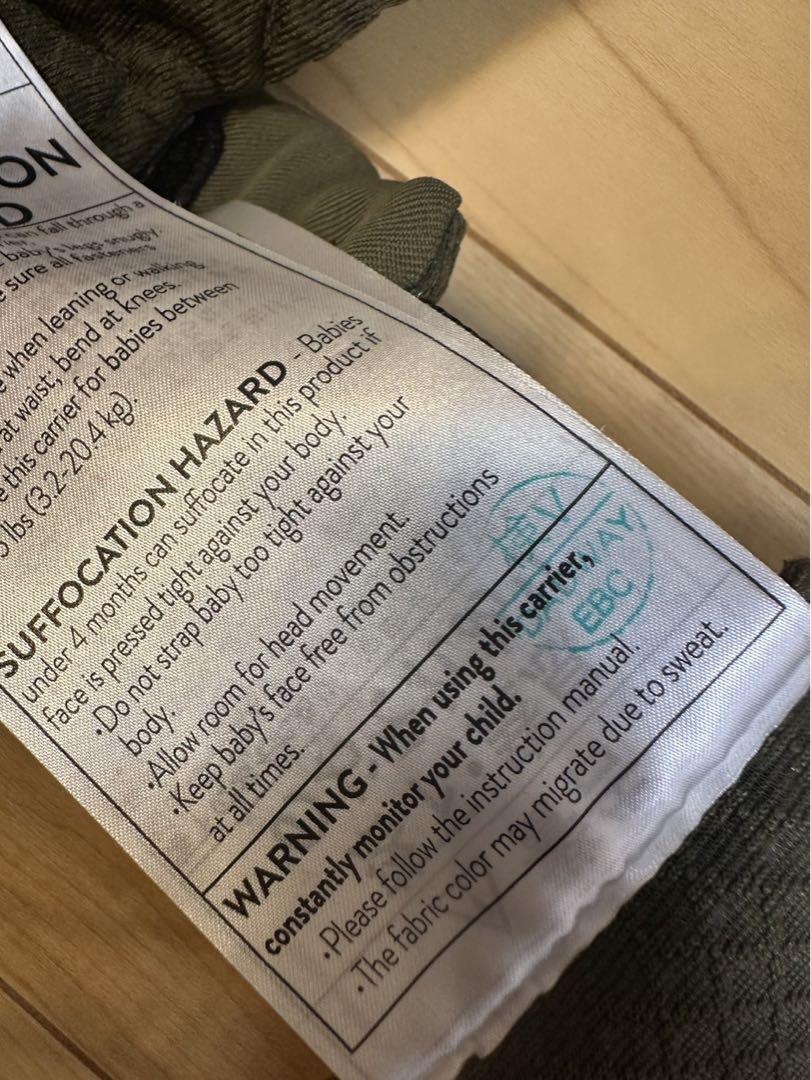 ON
D
can fall through a
baby's legs snugly.
sure all fasteners
when leaning or walking
at waist; bend at knees.
this carrier for babies between
lbs (3.2-20.4 kg).
SUFFOCATION HAZARD - Babies
under 4 months can suffocate in this product if
face is pressed tight against your body.
•Do not strap baby too tight against your
body.
•Allow room for head movement.
•Keep baby's face free from obstructions
at all times.
WARNING - When using this carrier,
constantly monitor your child.
•Please follow the instruction manual.
•The fabric color may migrate due to sweat.
EBC